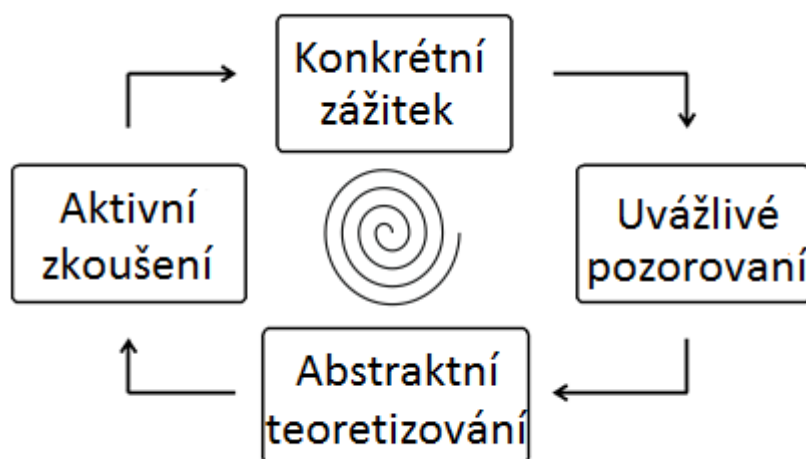 Konkrétní
zážitek
Aktivní
zkoušení
Uvážlivé
pozorovaní
Abstraktní
teoretizování